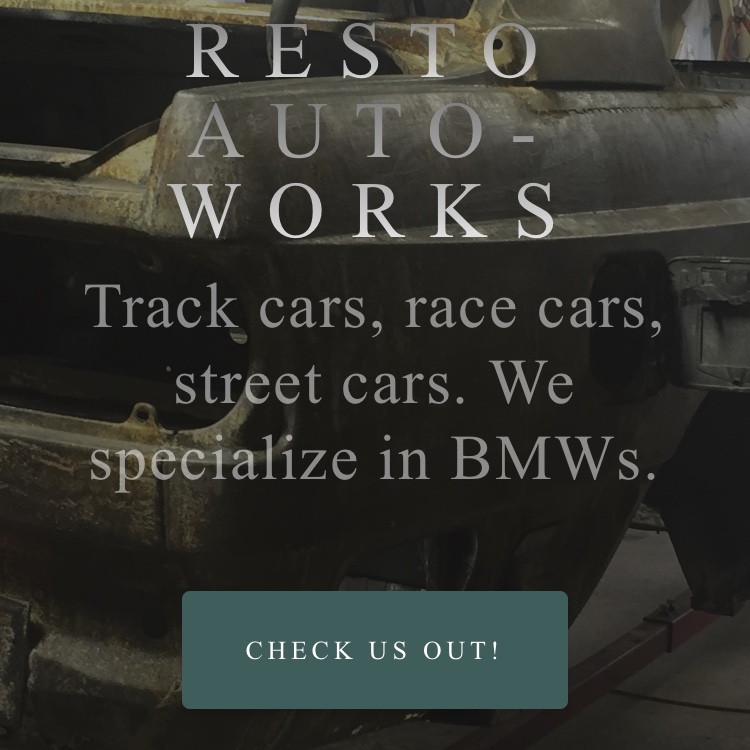 RESTO
AUTO-
WORKS
Track cars, race cars,
street cars. We
specialize in BMWs.
CHECK US OUT!